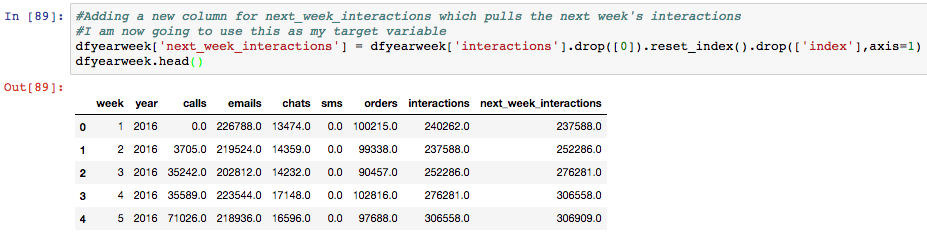 In [89]: #Adding a new column for next_week_interactions which pulls the next week's interactions
#I am now going to use this as my target variable
dfyearweek['next_week_interactions'] = dfyearweek['interactions'].drop([0]).reset_index().drop(['index'],axis=1)
dfyearweek.head()
Out[89]:
week year calls emails chats sms orders interactions next_week_interactions
0 1 2016 0.0 226788.0 13474.0 0.0 100215.0 240262.0 237588.0
1 2 2016 3705.0 219524.0 14359.0 0.0 99338.0 237588.0 252286.0
2 3 2016 35242.0 202812.0 14232.0 0.0 90457.0 252286.0 276281.0
3 4 2016 35589.0 223544.0 17148.0 0.0 102816.0 276281.0 306558.0
4 5 2016 71026.0 218936.0 16596.0 0.0 97688.0 306558.0 306909.0